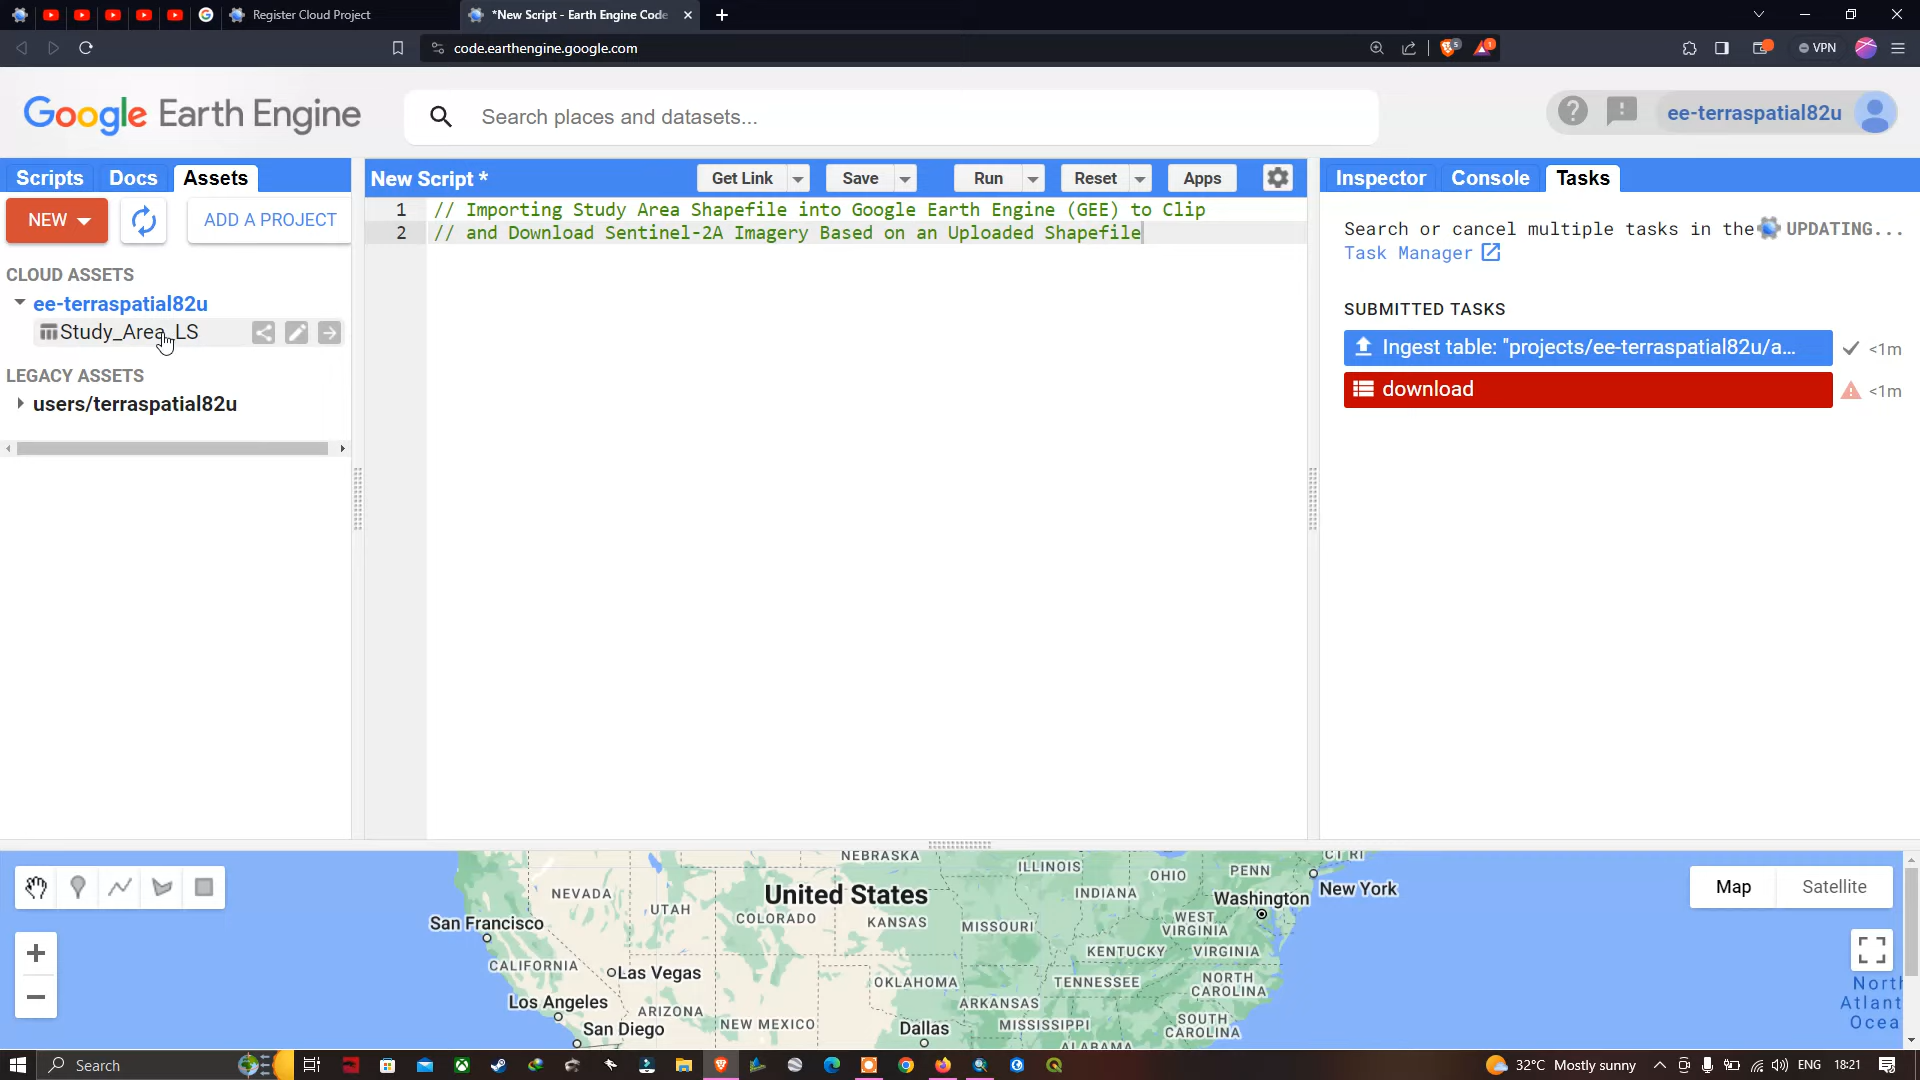 Register Cloud Project
*New Script - Earth Engine Code
code.earthengine.google.com
VPN
Google Earth Engine
Search places and datasets...
ee-terraspatial82u
Scripts Docs Assets
NEW
ADD A PROJECT
CLOUD ASSETS
ee-terraspatial82u
Study_Area_LS
LEGACY ASSETS
users/terraspatial82u
New Script *
Get Link
Save
Run
Reset
Apps
1 // Importing Study Area Shapefile into Google Earth Engine (GEE) to Clip
2 // and Download Sentinel-2A Imagery Based on an Uploaded Shapefile
Inspector Console Tasks
Search or cancel multiple tasks in the UPDATING...
Task Manager
SUBMITTED TASKS
Ingest table: "projects/ee-terraspatial82u/a... <1m
download <1m
NEBRASKA
ILLINOIS
OHIO
PENN
CT RI
NEVADA
United States
INDIANA
Washington
New York
UTAH
COLORADO
KANSAS
MISSOURI
WEST
VIRGINIA
San Francisco
KENTUCKY
VIRGINIA
CALIFORNIA
Las Vegas
OKLAHOMA
TENNESSEE
NORTH
CAROLINA
Los Angeles
ARIZONA
NEW MEXICO
ARKANSAS
MISSISSIPPI
SOUTH
CAROLINA
San Diego
Dallas
ALABAMA
Map
Satellite
North
Atlant
Ocea
Search
32°C Mostly sunny
ENG
18:21